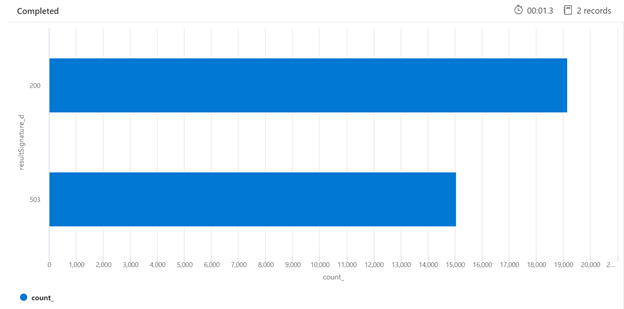 Completed 00:01.3 2 records
200
resultSignature_d
503
0 1,000 2,000 3,000 4,000 5,000 6,000 7,000 8,000 9,000 10,000 11,000 12,000 13,000 14,000 15,000 16,000 17,000 18,000 19,000 20,000 2...
count_
count_